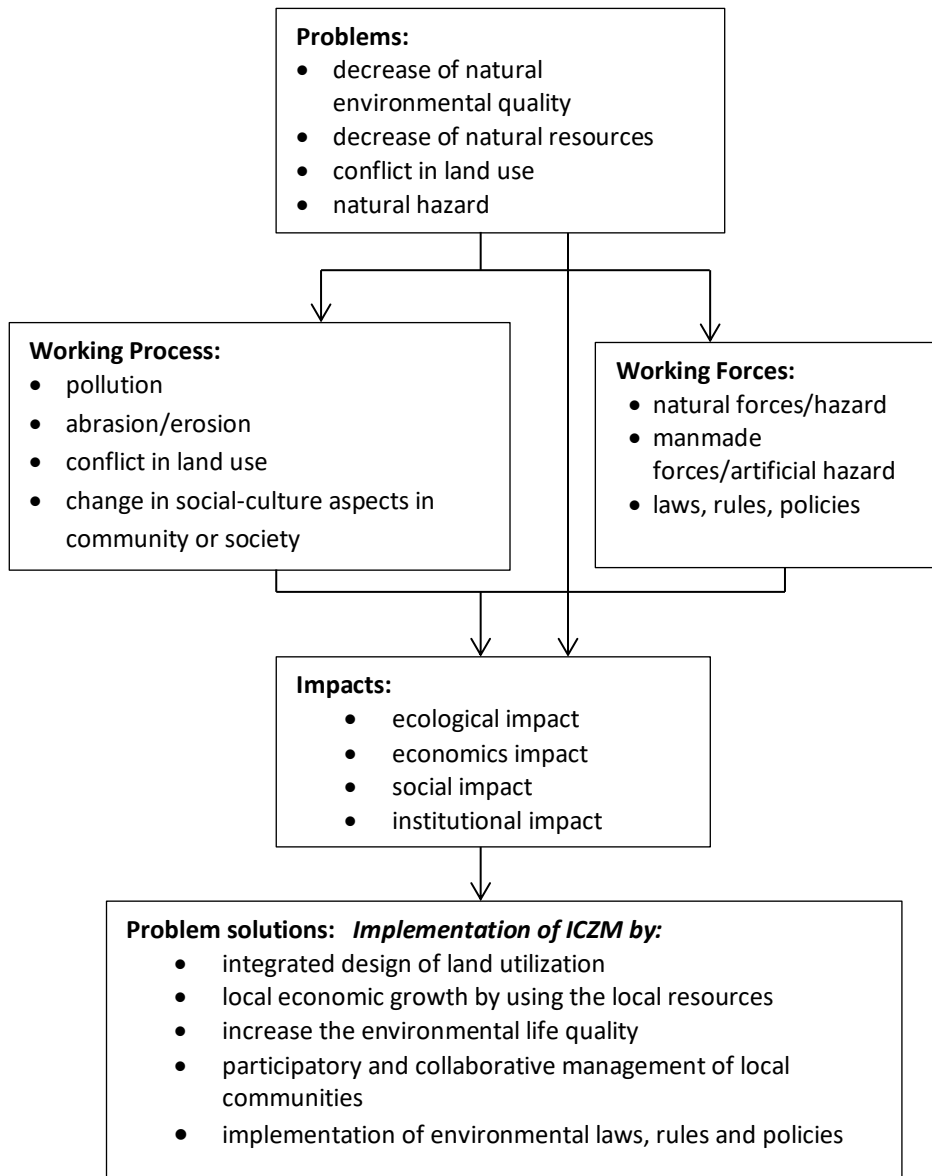 Problems:
• decrease of natural
environmental quality
• decrease of natural resources
• conflict in land use
• natural hazard
Working Process:
• pollution
• abrasion/erosion
• conflict in land use
• change in social-culture aspects in
community or society
Working Forces:
• natural forces/hazard
• manmade
forces/artificial hazard
• laws, rules, policies
Impacts:
• ecological impact
• economics impact
• social impact
• institutional impact
Problem solutions: Implementation of ICZM by:
• integrated design of land utilization
• local economic growth by using the local resources
• increase the environmental life quality
• participatory and collaborative management of local
communities
• implementation of environmental laws, rules and policies